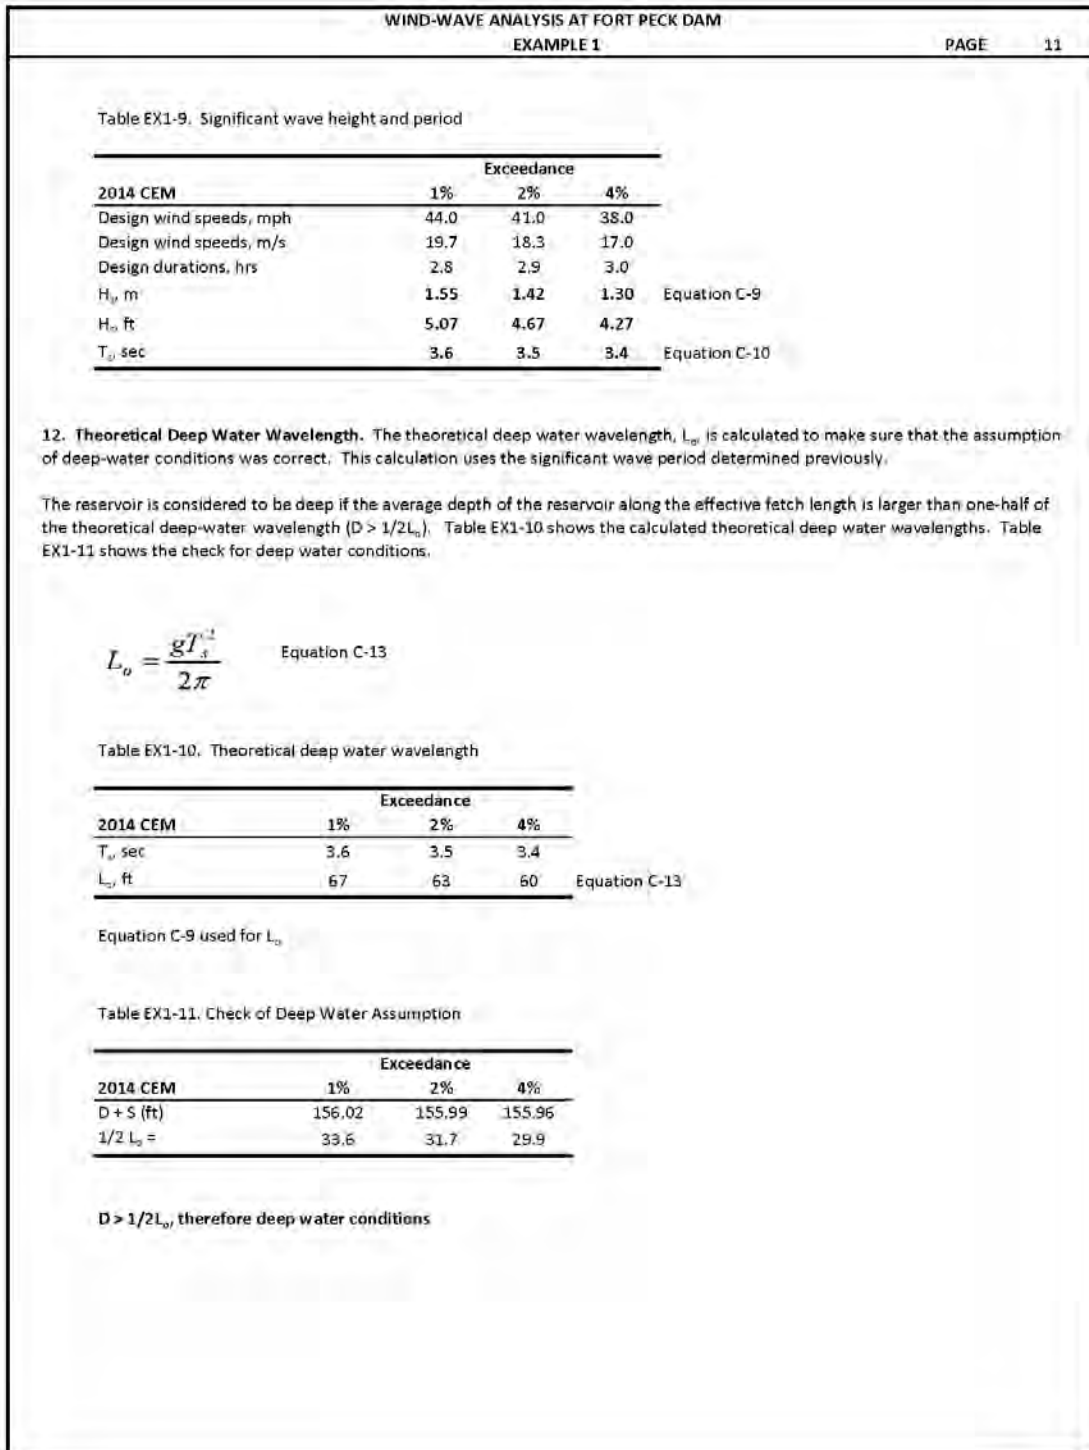 WIND-WAVE ANALYSIS AT FORT PECK DAM
EXAMPLE 1 PAGE 11
Table EX1-9. Significant wave height and period
Exceedance
2014 CEM 1% 2% 4%
Design wind speeds, mph 44.0 41.0 38.0
Design wind speeds, m/s 19.7 18.3 17.0
Design durations, hrs 2.8 2.9 3.0
H, m 1.55 1.42 1.30 Equation C-9
H, ft 5.07 4.67 4.27
T, sec 3.6 3.5 3.4 Equation C-10
12. Theoretical Deep Water Wavelength. The theoretical deep water wavelength, Lo, is calculated to make sure that the assumption
of deep-water conditions was correct. This calculation uses the significant wave period determined previously.
The reservoir is considered to be deep if the average depth of the reservoir along the effective fetch length is larger than one-half of
the theoretical deep-water wavelength (D > 1/2Lo). Table EX1-10 shows the calculated theoretical deep water wavelengths. Table
EX1-11 shows the check for deep water conditions.
Lo = gTs²/2π Equation C-13
Table EX1-10. Theoretical deep water wavelength
Exceedance
2014 CEM 1% 2% 4%
T, sec 3.6 3.5 3.4
Lo, ft 67 63 60 Equation C-13
Equation C-9 used for Lo
Table EX1-11. Check of Deep Water Assumption
Exceedance
2014 CEM 1% 2% 4%
D + S (ft) 156.02 155.99 155.96
1/2 Lo = 33.6 31.7 29.9
D > 1/2Lo, therefore deep water conditions